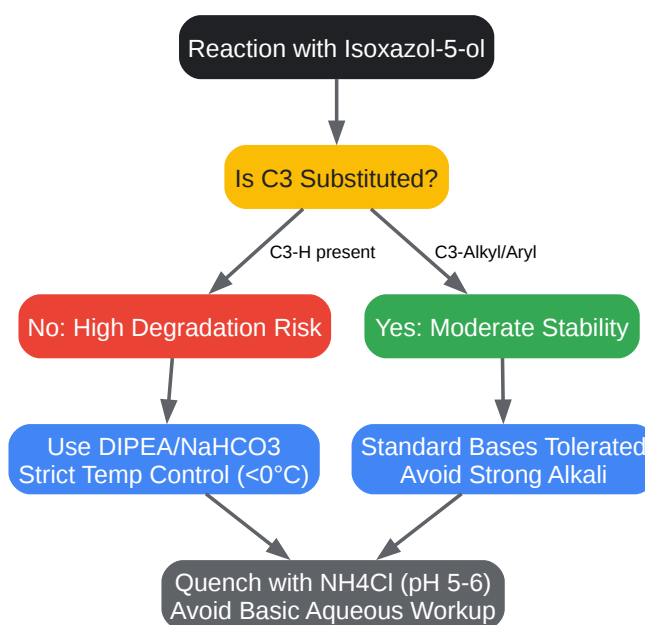 Reaction with Isoxazol-5-ol
Is C3 Substituted?
C3-H present
C3-Alkyl/Aryl
No: High Degradation Risk
Yes: Moderate Stability
Use DIPEA/NaHCO3
Strict Temp Control (<0°C)
Standard Bases Tolerated
Avoid Strong Alkali
Quench with NH4Cl (pH 5-6)
Avoid Basic Aqueous Workup